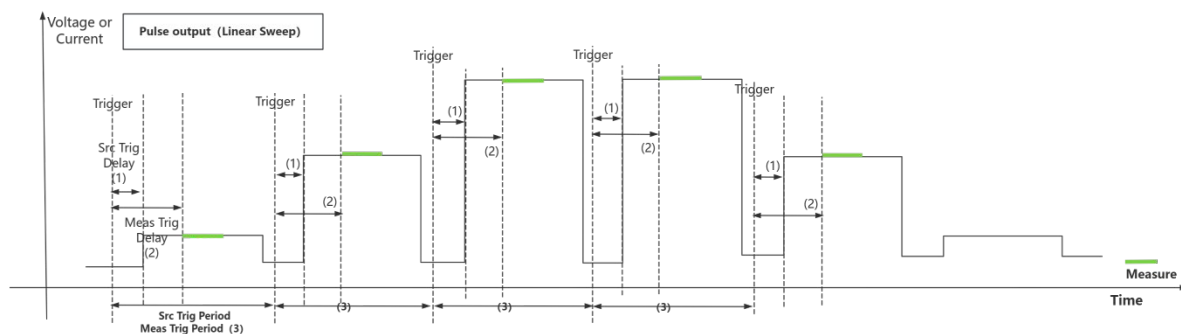 Voltage or
Current
Pulse output（Linear Sweep）
Trigger
Trigger
Trigger
Trigger
Trigger
Src Trig
Delay
(1)
Meas Trig
Delay
(2)
(1)
(2)
(1)
(2)
(1)
(2)
(1)
(2)
Measure
Time
(3)
(3)
(3)
Src Trig Period
Meas Trig Period（3）